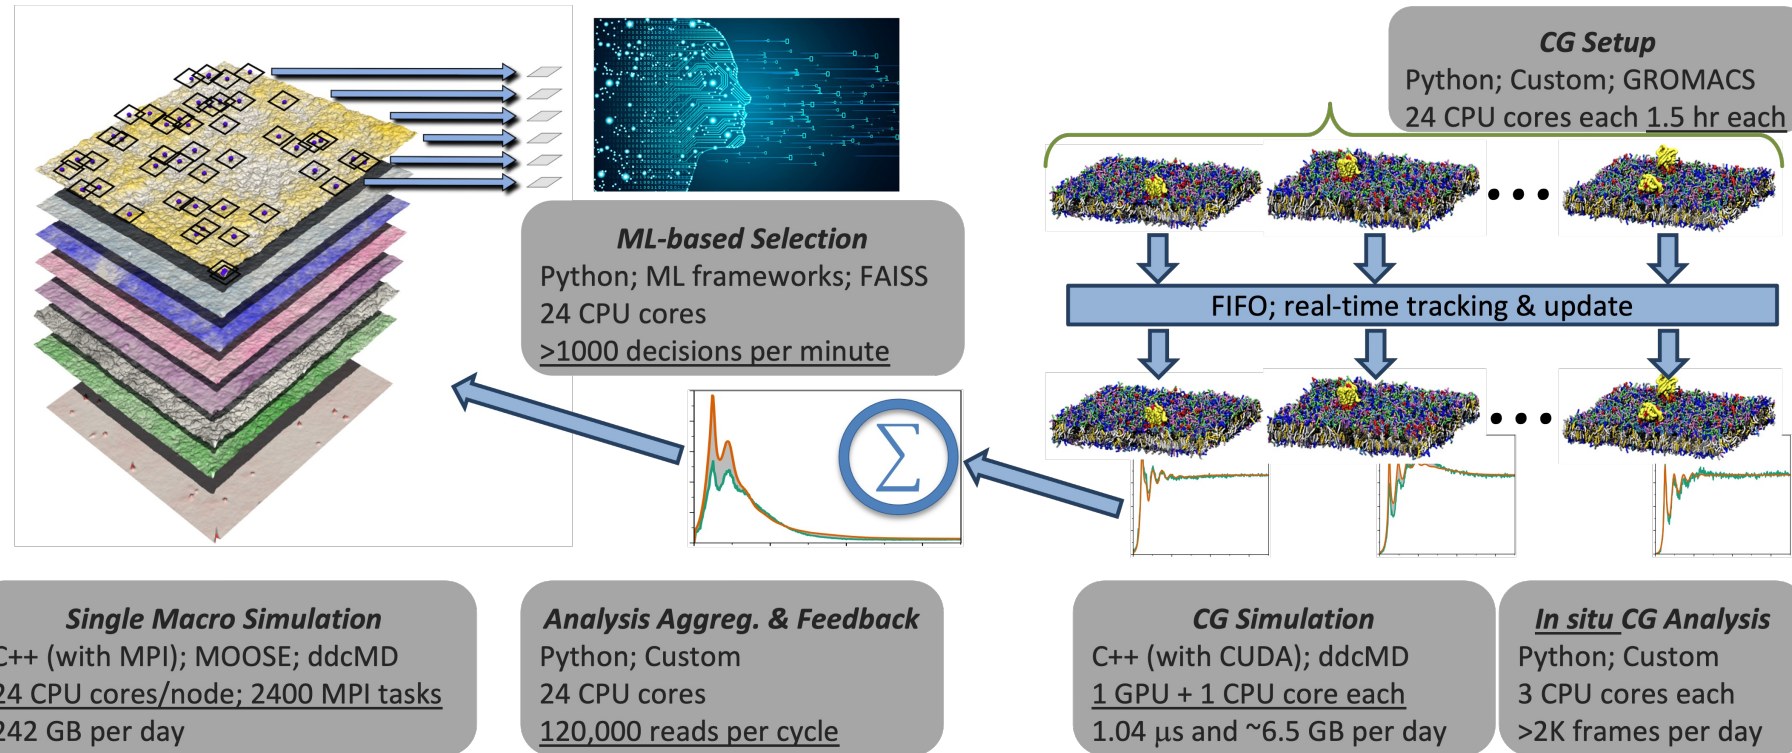 CG Setup
Python; Custom; GROMACS
24 CPU cores each 1.5 hr each
ML-based Selection
Python; ML frameworks; FAISS
24 CPU cores
>1000 decisions per minute
FIFO; real-time tracking & update
∑
Single Macro Simulation
C++ (with MPI); MOOSE; ddcMD
24 CPU cores/node; 2400 MPI tasks
242 GB per day
Analysis Aggreg. & Feedback
Python; Custom
24 CPU cores
120,000 reads per cycle
CG Simulation
C++ (with CUDA); ddcMD
1 GPU + 1 CPU core each
1.04 μs and ~6.5 GB per day
In situ CG Analysis
Python; Custom
3 CPU cores each
>2K frames per day